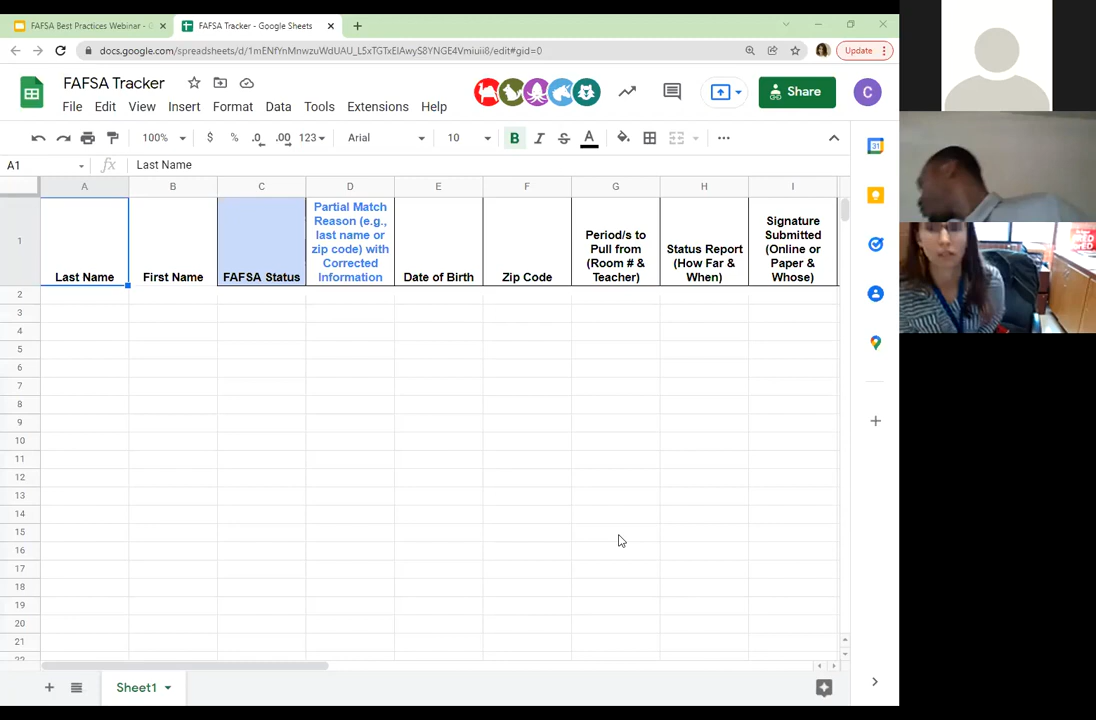 FAFSA Best Practices Webinar -
FAFSA Tracker - Google Sheets
docs.google.com/spreadsheets/d/1mENfYnMnwzuWdUAU_L5xTGTxEIAwyS8YNGE4Vmiuii8/edit#gid=0
Update
FAFSA Tracker
Share
C
File Edit View Insert Format Data Tools Extensions Help
100% $ % .0 .00 123 Arial 10 B I S A
31
A1 fx Last Name
A B C D E F G H I
1
Last Name
First Name
FAFSA Status
Partial Match
Reason (e.g.,
last name or
zip code) with
Corrected
Information
Date of Birth
Zip Code
Period/s to
Pull from
(Room # &
Teacher)
Status Report
(How Far &
When)
Signature
Submitted
(Online or
Paper &
Whose)
2
3
4
5
6
7
8
9
10
11
12
13
14
15
16
17
18
19
20
21
Sheet1